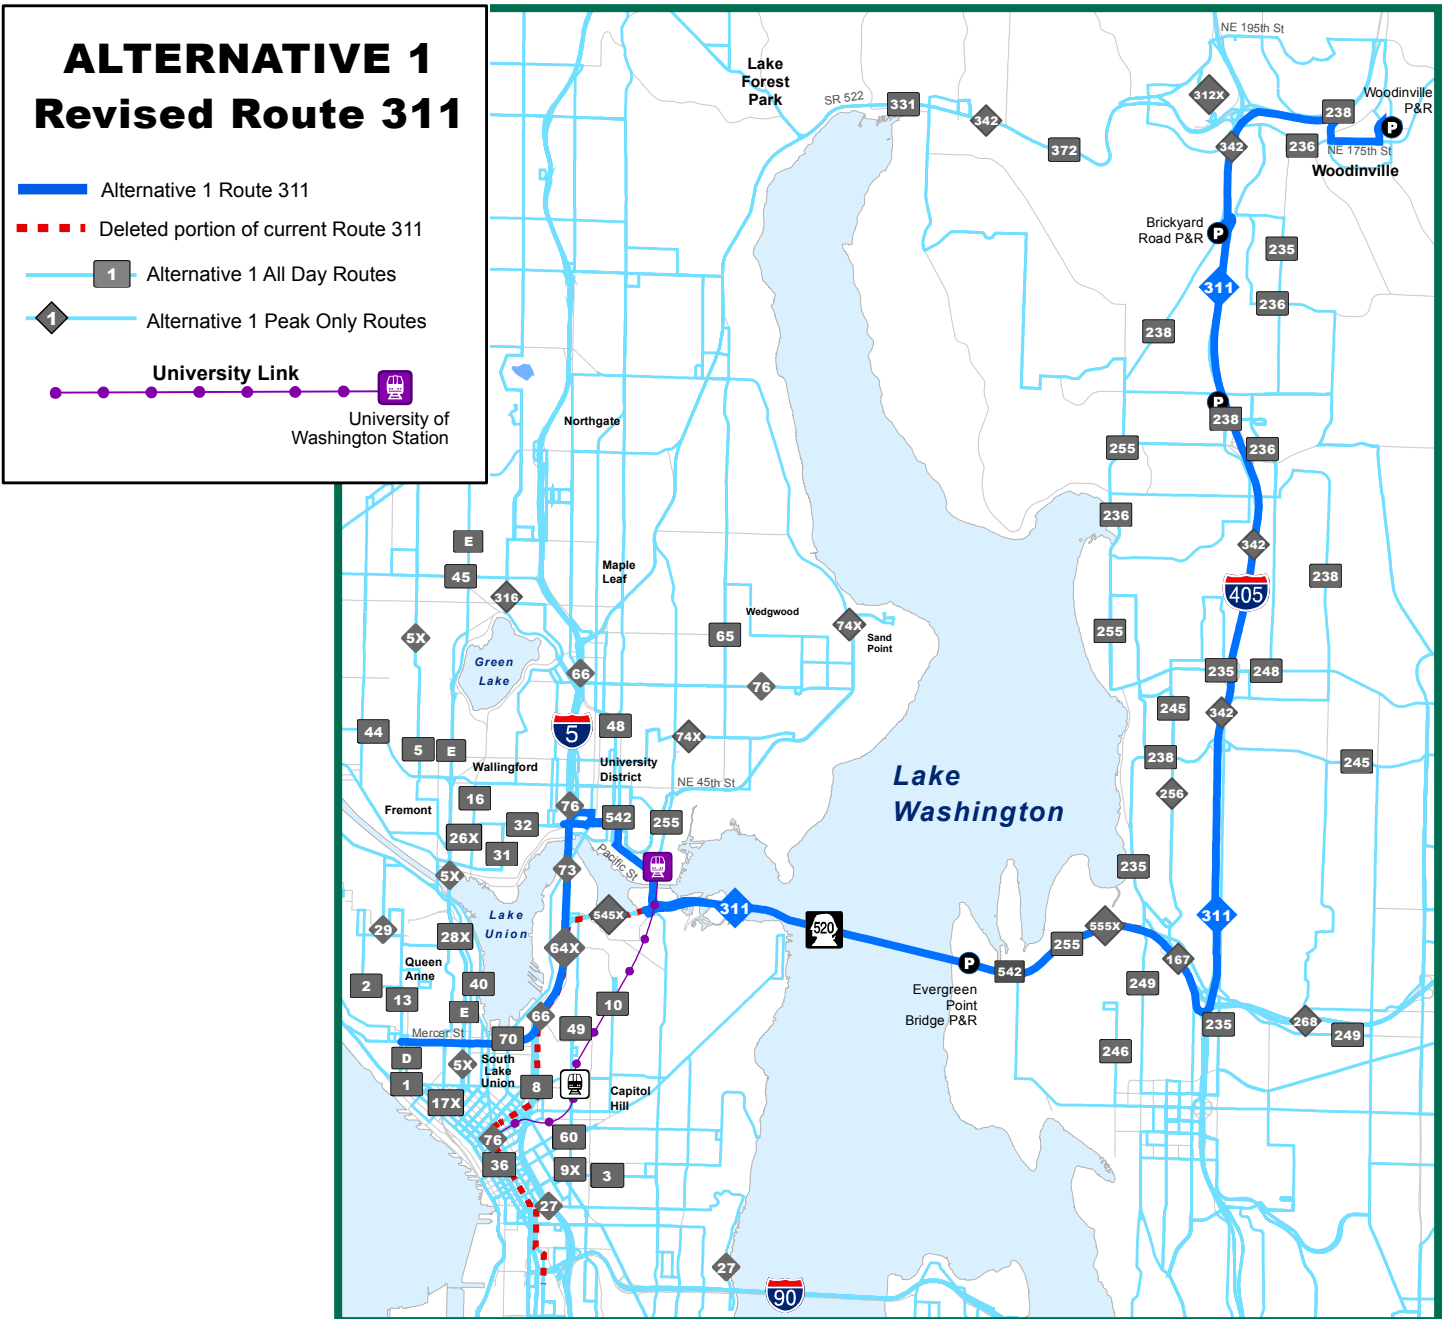 ALTERNATIVE 1
Revised Route 311
Alternative 1 Route 311
Deleted portion of current Route 311
1
Alternative 1 All Day Routes
1
Alternative 1 Peak Only Routes
University Link
University of
Washington Station
NE 195th St
Lake
Forest
Park
SR 522
331
342
372
312X
342
238
236
Woodinville
P&R
P
NE 175th St
Woodinville
Brickyard
Road P&R
P
235
311
236
238
P
238
255
236
Northgate
236
342
405
238
E
45
316
Maple
Leaf
Wedgwood
5X
65
74X
Sand
Point
255
Green
Lake
66
76
235
248
245
342
44
5
E
5
48
74X
Wallingford
University
District
NE 45th St
238
245
256
Lake
Washington
16
Fremont
76
542
255
26X
32
31
Pacific St
5X
73
235
Lake
Union
545X
311
520
555X
311
29
28X
64X
255
167
Queen
Anne
P
542
Evergreen
Point
Bridge P&R
249
2
13
40
E
10
66
49
Mercer St
70
235
268
249
D
5X
South
Lake
Union
246
1
17X
8
Capitol
Hill
76
60
36
9X
3
27
27
90